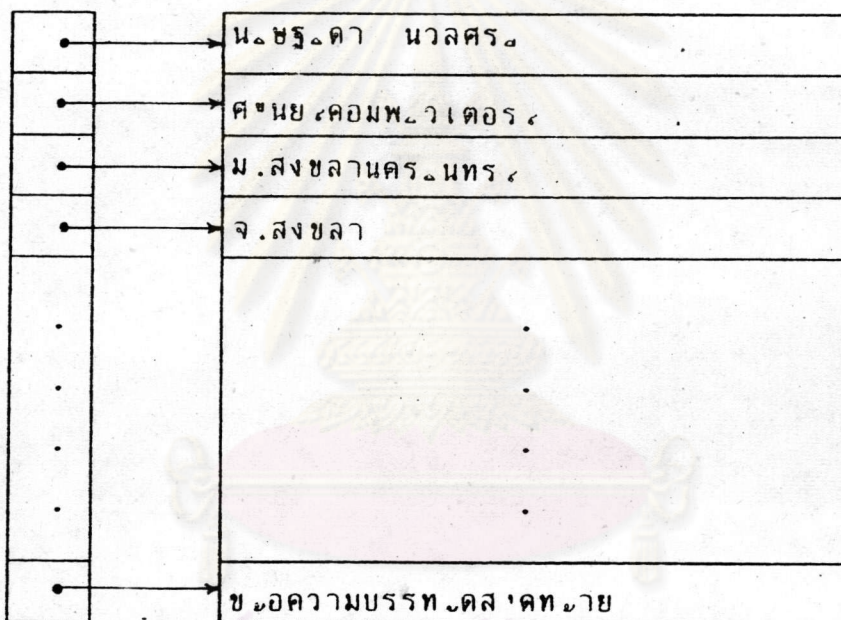 นิษฐิดา นวลศรี
ศูนย์คอมพิวเตอร์
ม.สงขลานครินทร์
จ.สงขลา
ข้อความบรรทัดสุดท้าย